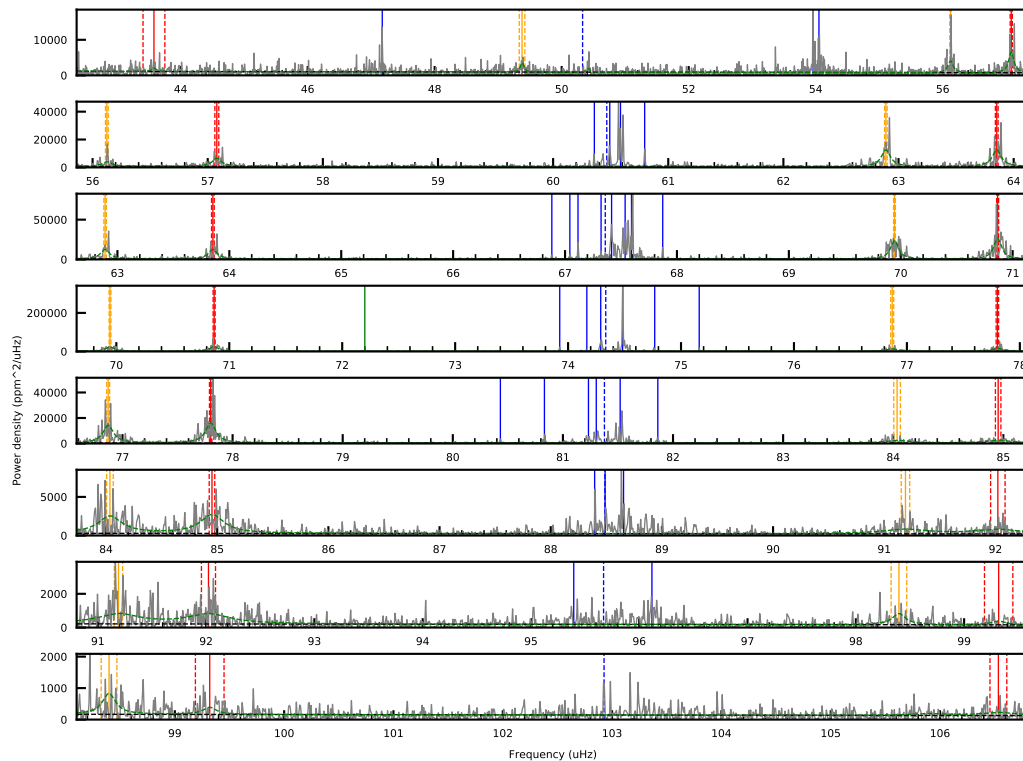 10000
0
44 46 48 50 52 54 56
40000
20000
0
56 57 58 59 60 61 62 63 64
50000
0
63 64 65 66 67 68 69 70 71
200000
0
70 71 72 73 74 75 76 77 78
Power density (ppm^2/uHz)
40000
20000
0
77 78 79 80 81 82 83 84 85
5000
0
84 85 86 87 88 89 90 91 92
2000
0
91 92 93 94 95 96 97 98 99
2000
1000
0
99 100 101 102 103 104 105 106
Frequency (uHz)